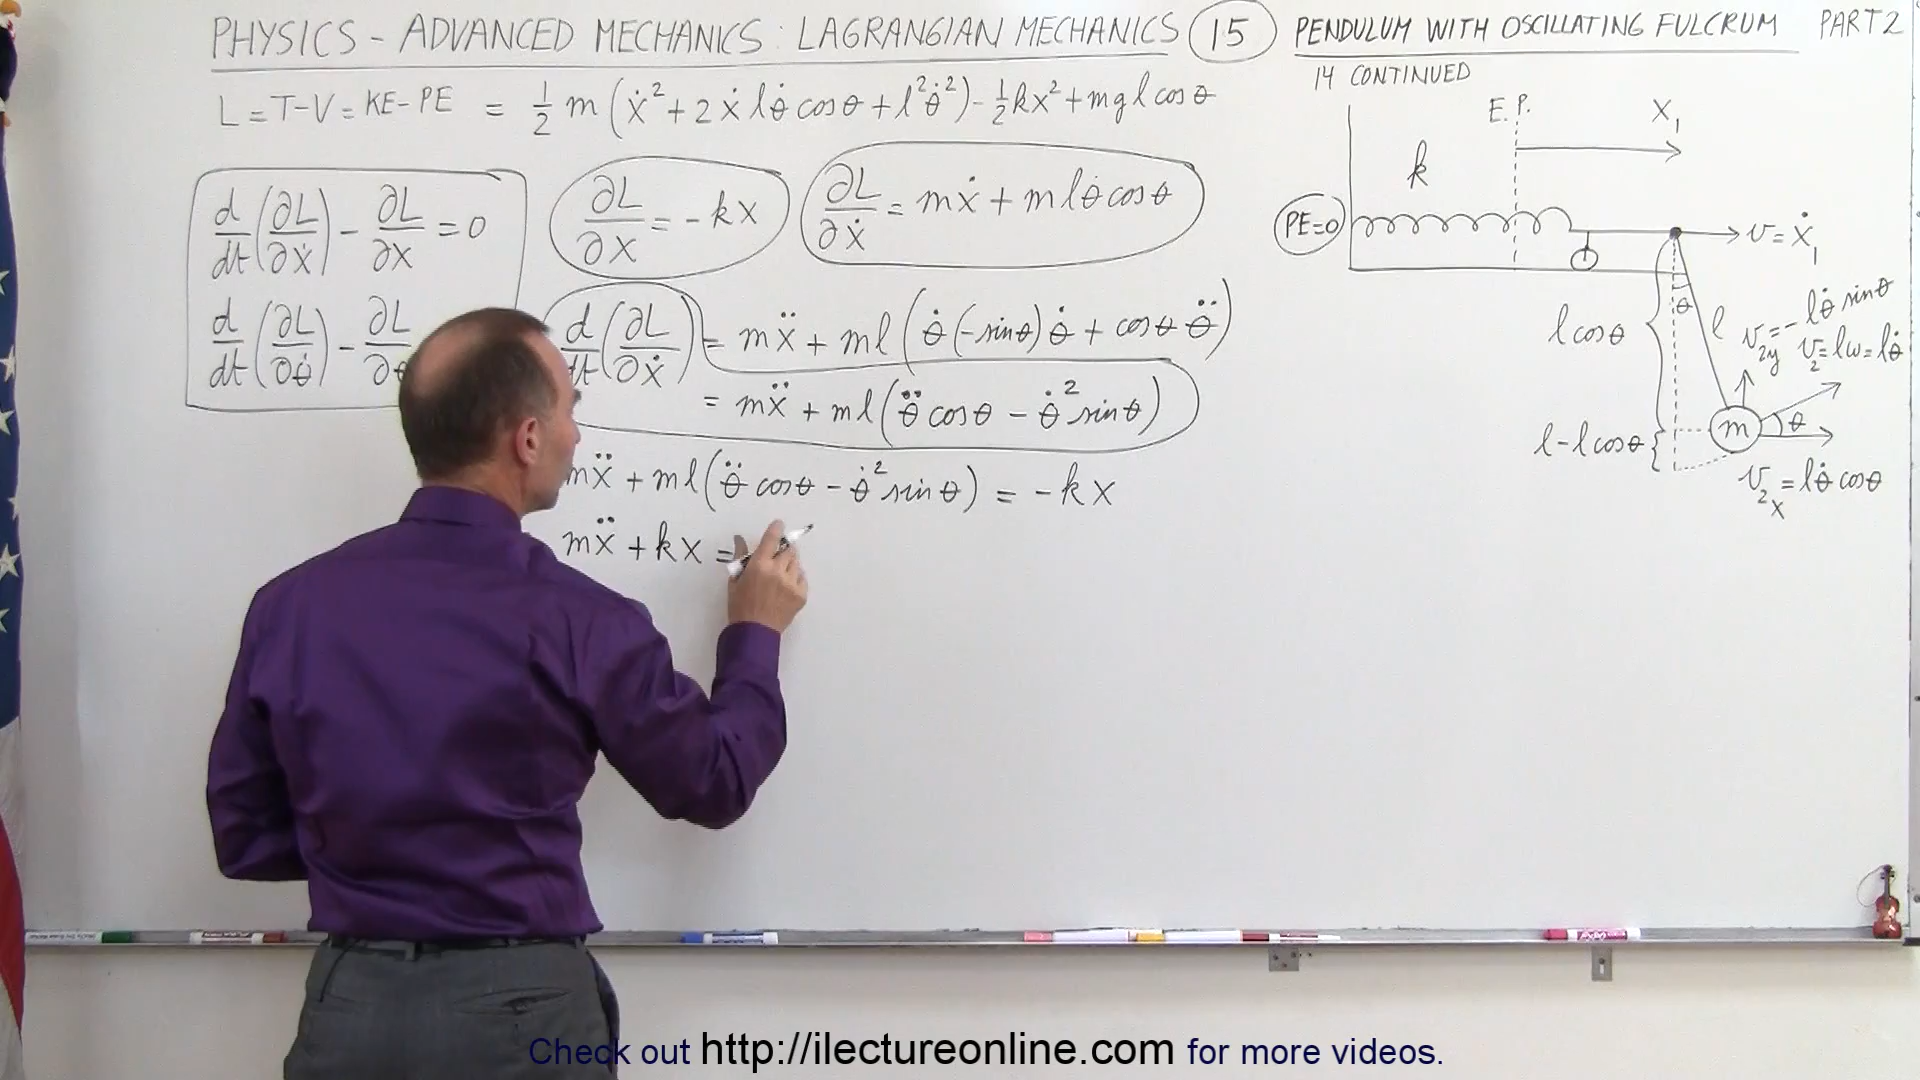 PHYSICS - ADVANCED MECHANICS: LAGRANGIAN MECHANICS 15 PENDULUM WITH OSCILLATING FULCRUM PART 2
14 CONTINUED
L = T - V = KE - PE = 1/2 m (ẋ² + 2ẋlθ̇ cos θ + l²θ̇²) - 1/2 kx² + mgl cos θ
d/dt (∂L/∂ẋ) - ∂L/∂x = 0
d/dt (∂L/∂θ̇) - ∂L/∂θ
∂L/∂x = -kx
∂L/∂ẋ = mẋ + mlθ̇ cos θ
d/dt (∂L/∂ẋ) = mẍ + ml (θ̇ (-sin θ) θ̇ + cos θ θ̈)
= mẍ + ml (θ̈ cos θ - θ̇² sin θ)
mẍ + ml (θ̈ cos θ - θ̇² sin θ) = -kx
mẍ + kx =
E.P.
x₁
k
PE=0
v = ẋ₁
θ
l cos θ
l
v₂y = -lθ̇ sin θ
v₂ = lω = lθ̇
m
θ
l - l cos θ
v₂x = lθ̇ cos θ
Check out http://ilectureonline.com for more videos.